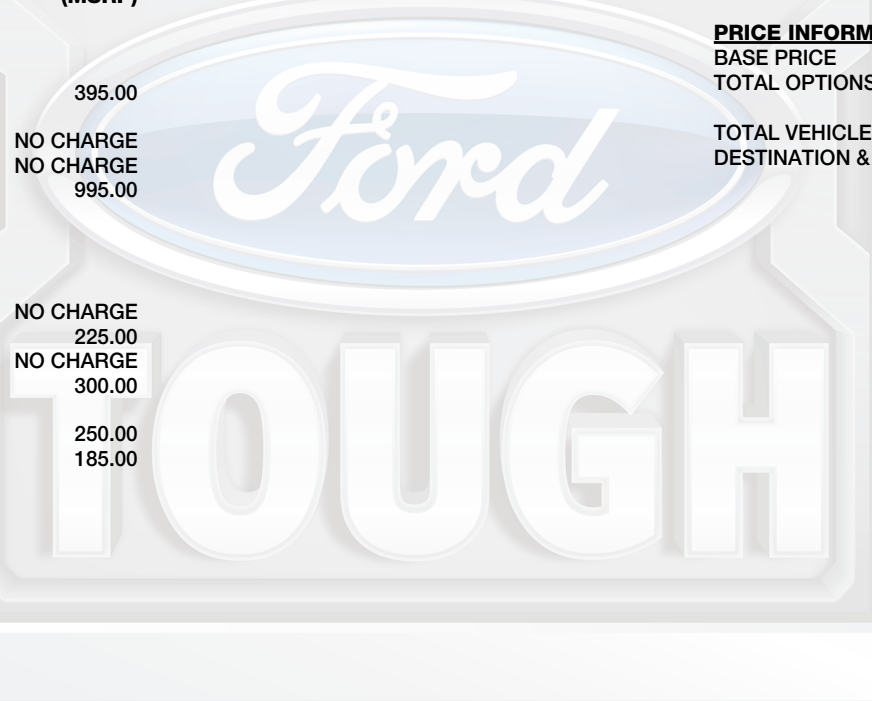 (MSRP)
395.00
NO CHARGE
NO CHARGE
995.00
NO CHARGE
225.00
NO CHARGE
300.00
250.00
185.00
PRICE INFORM
BASE PRICE
TOTAL OPTIONS
TOTAL VEHICLE
DESTINATION &
Ford
TOUGH